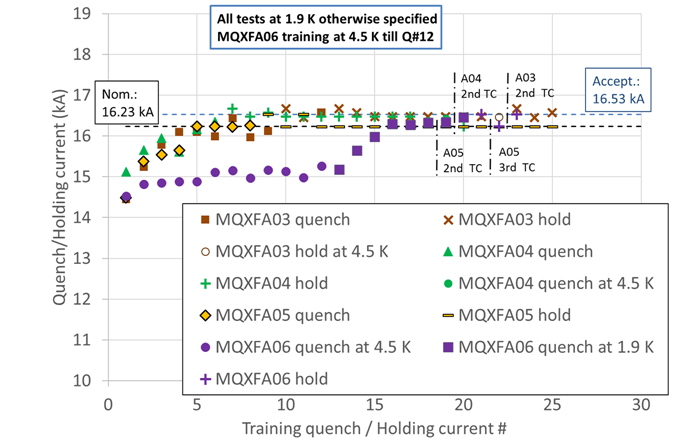 All tests at 1.9 K otherwise specified
MQXFA06 training at 4.5 K till Q#12
Nom.:
16.23 kA
A04
2nd TC
A03
2nd TC
Accept.:
16.53 kA
A05
2nd TC
A05
3rd TC
Quench/Holding current (kA)
19
18
17
16
15
14
13
12
11
10
MQXFA03 quench
MQXFA03 hold
MQXFA03 hold at 4.5 K
MQXFA04 quench
MQXFA04 hold
MQXFA04 quench at 4.5 K
MQXFA05 quench
MQXFA05 hold
MQXFA06 quench at 4.5 K
MQXFA06 quench at 1.9 K
MQXFA06 hold
0 5 10 15 20 25 30
Training quench / Holding current #